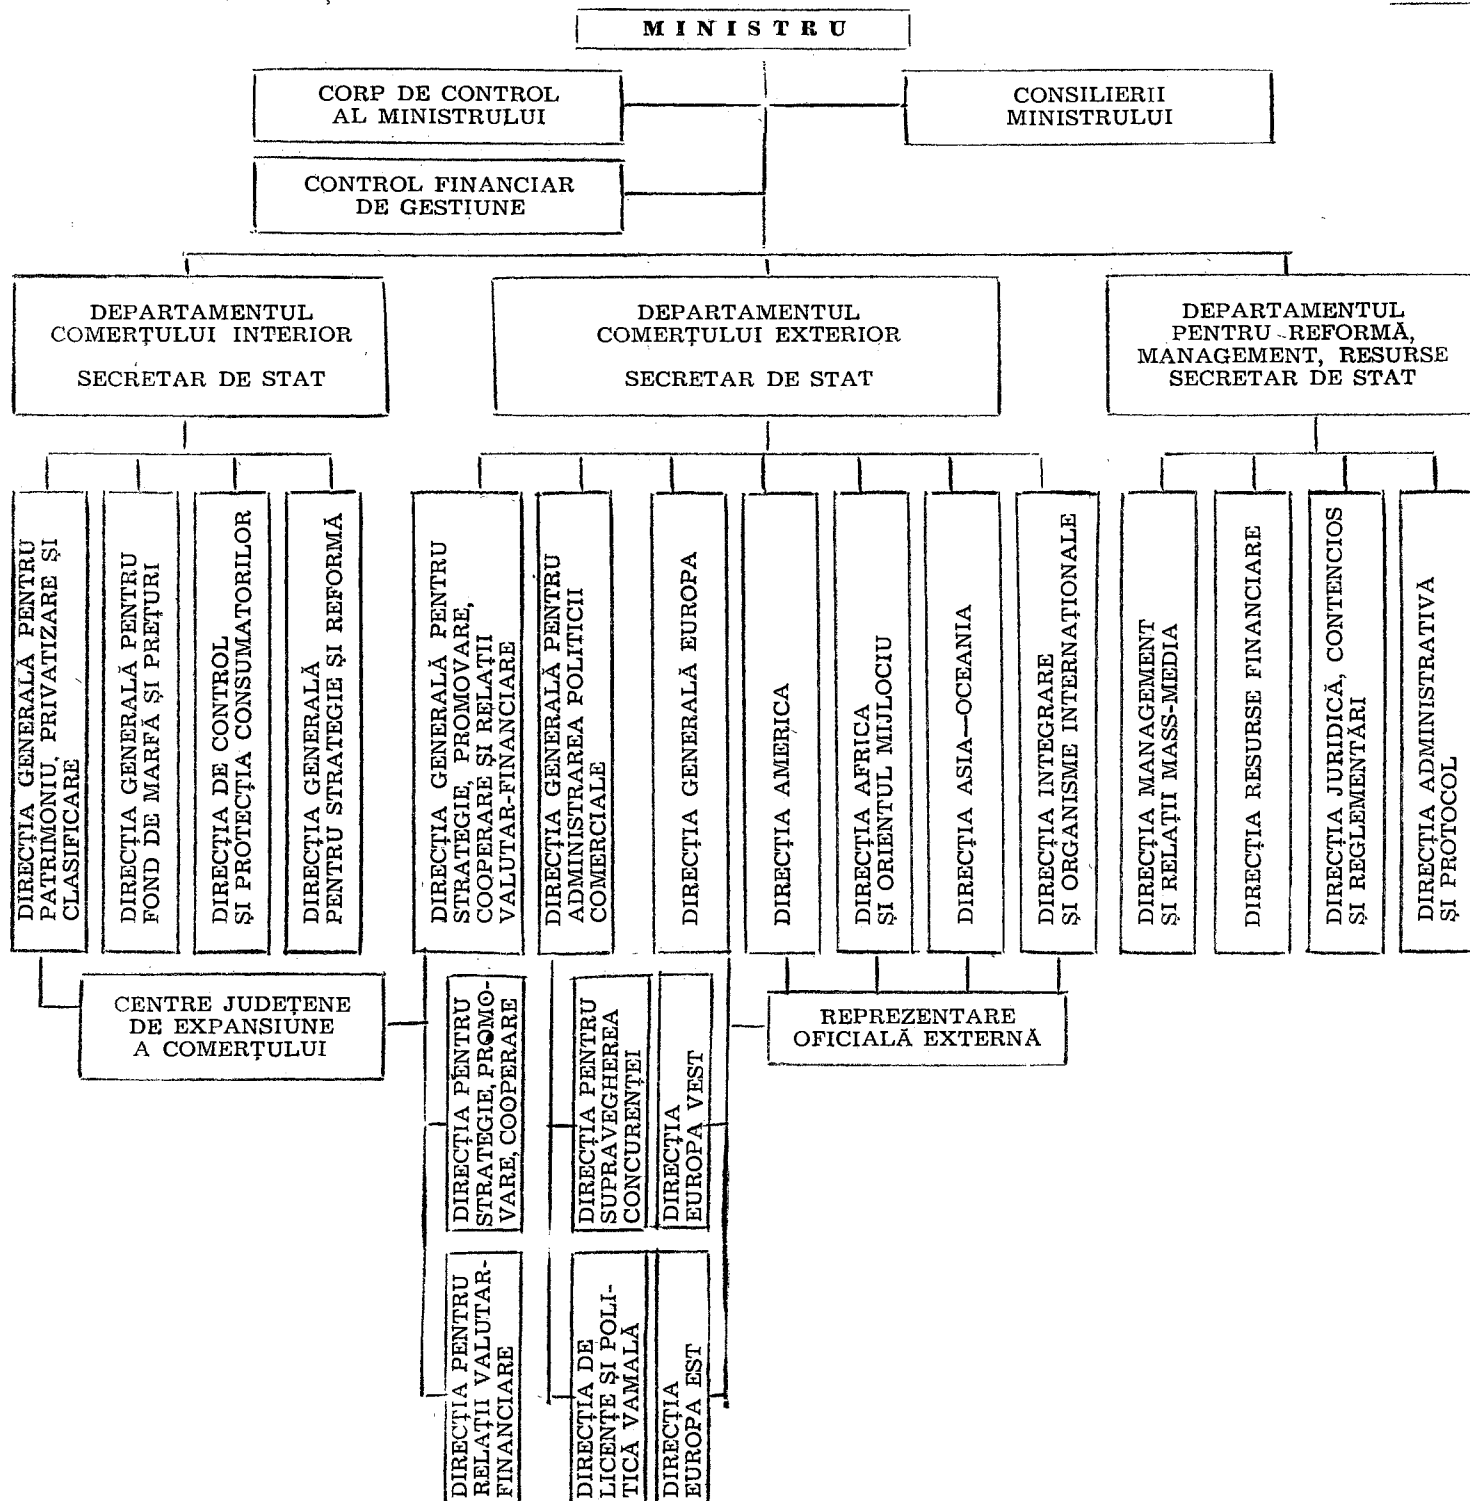 MINISTRU
CORP DE CONTROL
AL MINISTRULUI
CONSILIERII
MINISTRULUI
CONTROL FINANCIAR
DE GESTIUNE
DEPARTAMENTUL
COMERȚULUI INTERIOR
SECRETAR DE STAT
DEPARTAMENTUL
COMERȚULUI EXTERIOR
SECRETAR DE STAT
DEPARTAMENTUL
PENTRU REFORMĂ,
MANAGEMENT, RESURSE
SECRETAR DE STAT
DIRECȚIA GENERALĂ PENTRU
PATRIMONIU, PRIVATIZARE ȘI
CLASIFICARE
DIRECȚIA GENERALĂ PENTRU
FOND DE MARFĂ ȘI PREȚURI
DIRECȚIA DE CONTROL
ȘI PROTECȚIA CONSUMATORILOR
DIRECȚIA GENERALĂ
PENTRU STRATEGIE ȘI REFORMĂ
DIRECȚIA GENERALĂ PENTRU
STRATEGIE, PROMOVARE,
COOPERARE ȘI RELAȚII
VALUTAR-FINANCIARE
DIRECȚIA GENERALĂ PENTRU
ADMINISTRAREA POLITICII
COMERCIALE
DIRECȚIA GENERALĂ EUROPA
DIRECȚIA AMERICA
DIRECȚIA AFRICA
ȘI ORIENTUL MIJLOCIU
DIRECȚIA ASIA—OCEANIA
DIRECȚIA INTEGRARE
ȘI ORGANISME INTERNAȚIONALE
DIRECȚIA MANAGEMENT
ȘI RELAȚII MASS-MEDIA
DIRECȚIA RESURSE FINANCIARE
DIRECȚIA JURIDICĂ, CONTENCIOS
ȘI REGLEMENTĂRI
DIRECȚIA ADMINISTRATIVĂ
ȘI PROTOCOL
CENTRE JUDEȚENE
DE EXPANSIUNE
A COMERȚULUI
DIRECȚIA PENTRU
STRATEGIE, PROMO-
VARE, COOPERARE
DIRECȚIA PENTRU
SUPRAVEGHEREA
CONCURENȚEI
DIRECȚIA
EUROPA VEST
REPREZENTARE
OFICIALĂ EXTERNĂ
DIRECȚIA PENTRU
RELAȚII VALUTAR-
FINANCIARE
DIRECȚIA DE
LICENȚE ȘI POLI-
TICĂ VAMALĂ
DIRECȚIA
EUROPA EST